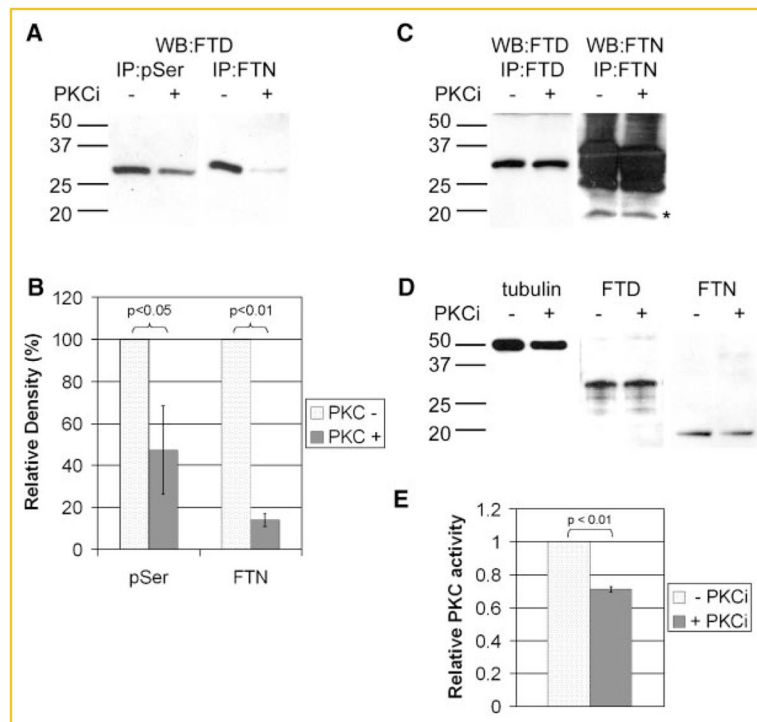 A
WB:FTD
IP:pSer IP:FTN
PKCi - + - +
50
37
25
20
B
120
100
80
60
40
20
0
Relative Density (%)
p<0.05
p<0.01
pSer FTN
PKC -
PKC +
C
WB:FTD WB:FTN
IP:FTD IP:FTN
PKCi - + - +
50
37
25
20
*
D
tubulin FTD FTN
PKCi - + - + - +
50
37
25
20
E
1.2
1
0.8
0.6
0.4
0.2
0
Relative PKC activity
p < 0.01
- PKCi
+ PKCi